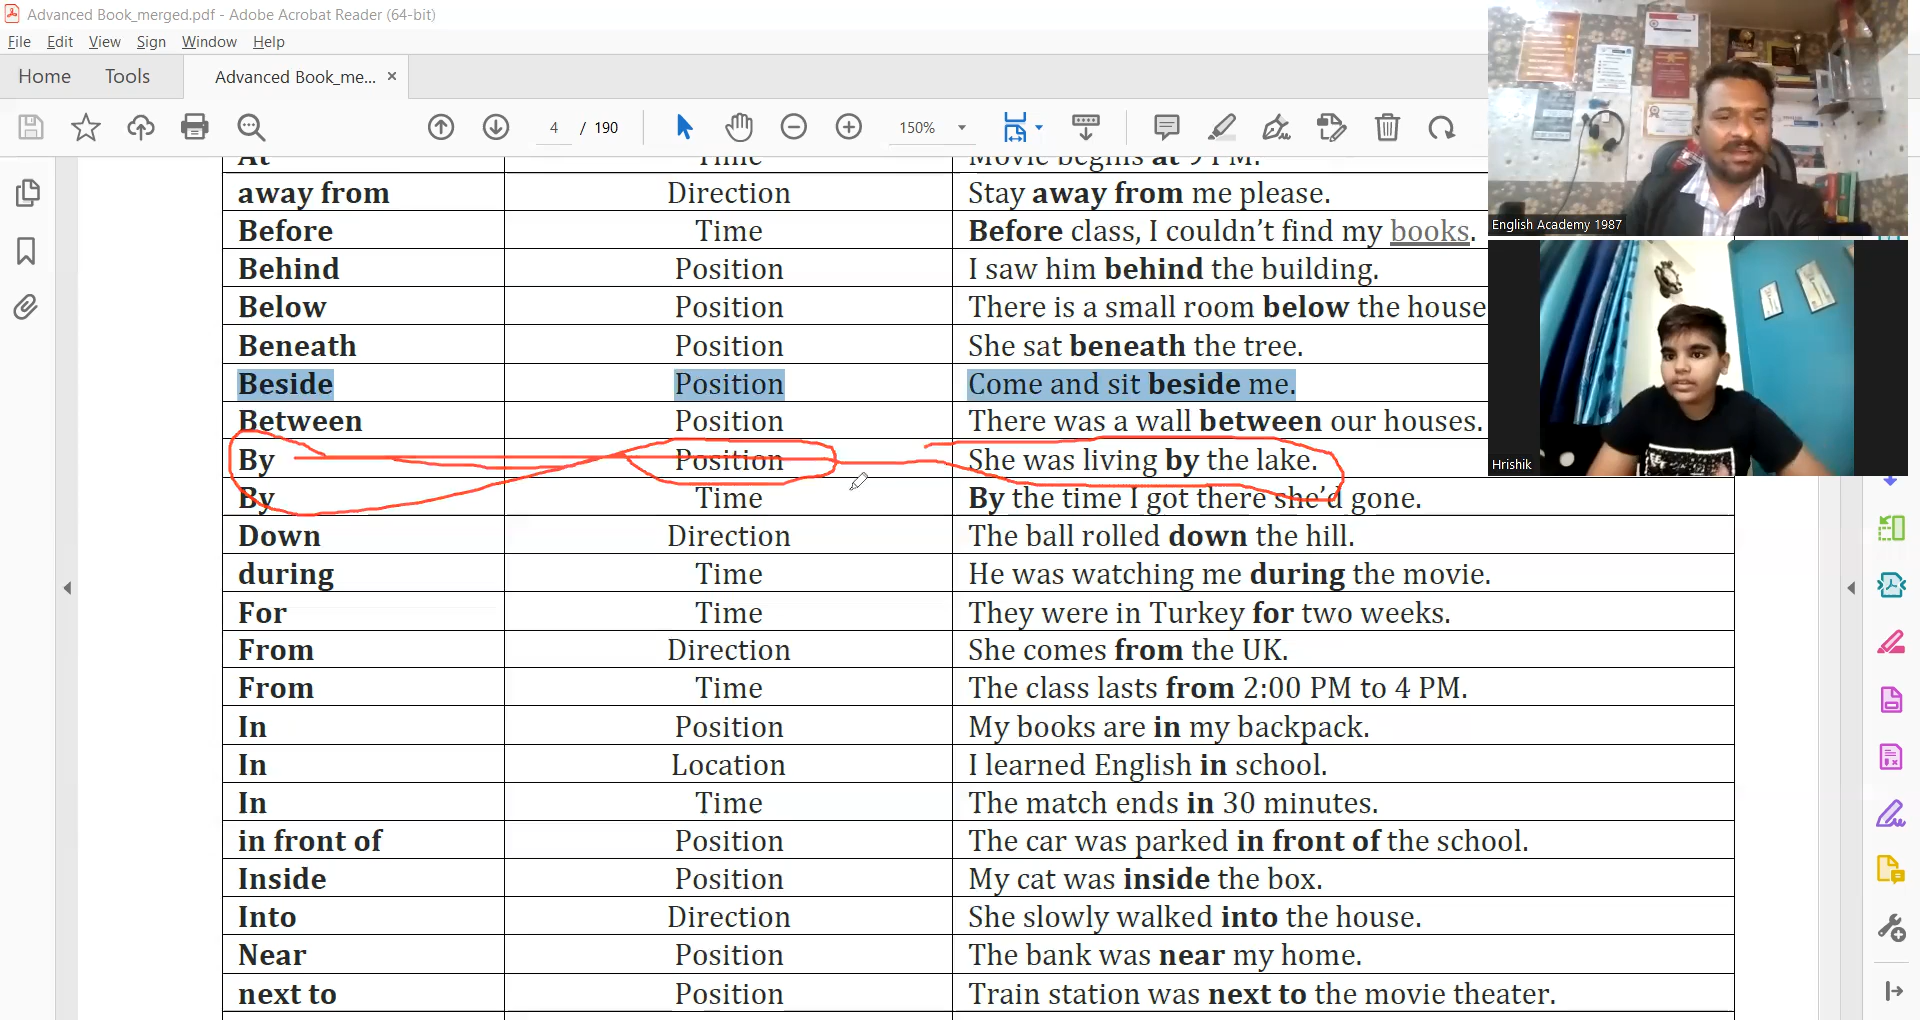 Advanced Book_merged.pdf - Adobe Acrobat Reader (64-bit)
File Edit View Sign Window Help
Home Tools Advanced Book_me... ×
4 / 190 150%
At Time Movie begins at 9 PM.
away from Direction Stay away from me please.
Before Time Before class, I couldn’t find my books.
Behind Position I saw him behind the building.
Below Position There is a small room below the house
Beneath Position She sat beneath the tree.
Beside Position Come and sit beside me.
Between Position There was a wall between our houses.
By Position She was living by the lake.
By Time By the time I got there she’d gone.
Down Direction The ball rolled down the hill.
during Time He was watching me during the movie.
For Time They were in Turkey for two weeks.
From Direction She comes from the UK.
From Time The class lasts from 2:00 PM to 4 PM.
In Position My books are in my backpack.
In Location I learned English in school.
In Time The match ends in 30 minutes.
in front of Position The car was parked in front of the school.
Inside Position My cat was inside the box.
Into Direction She slowly walked into the house.
Near Position The bank was near my home.
next to Position Train station was next to the movie theater.
English Academy 1987
Hrishik